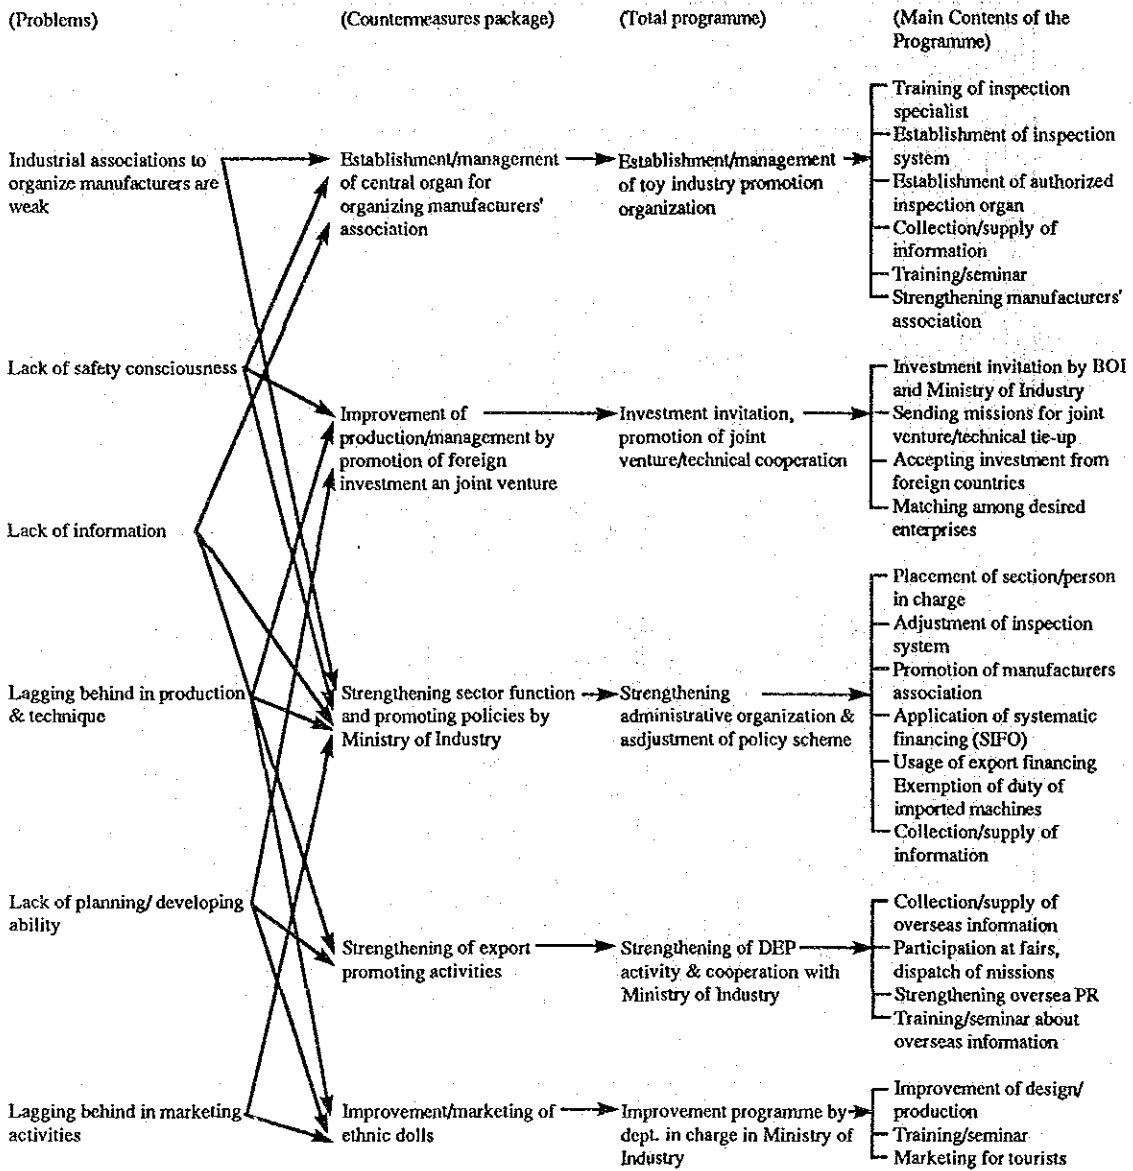 (Problems)
(Countermeasures package)
(Total programme)
(Main Contents of the
Programme)
Industrial associations to
organize manufacturers are
weak
Establishment/management
of central organ for
organizing manufacturers'
association
Establishment/management
of toy industry promotion
organization
Training of inspection
specialist
Establishment of inspection
system
Establishment of authorized
inspection organ
Collection/supply of
information
Training/seminar
Strengthening manufacturers'
association
Lack of safety consciousness
Improvement of
production/management by
promotion of foreign
investment an joint venture
Investment invitation,
promotion of joint
venture/technical cooperation
Investment invitation by BOI
and Ministry of Industry
Sending missions for joint
venture/technical tie-up
Accepting investment from
foreign countries
Matching among desired
enterprises
Lack of information
Lagging behind in production
& technique
Strengthening sector function
and promoting policies by
Ministry of Industry
Strengthening
administrative organization &
asdjustment of policy scheme
Placement of section/person
in charge
Adjustment of inspection
system
Promotion of manufacturers
association
Application of systematic
financing (SIFO)
Usage of export financing
Exemption of duty of
imported machines
Collection/supply of
information
Lack of planning/ developing
ability
Strengthening of export
promoting activities
Strengthening of DEP
activity & cooperation with
Ministry of Industry
Collection/supply of
overseas information
Participation at fairs,
dispatch of missions
Strengthening oversea PR
Training/seminar about
overseas information
Lagging behind in marketing
activities
Improvement/marketing of
ethnic dolls
Improvement programme by
dept. in charge in Ministry of
Industry
Improvement of design/
production
Training/seminar
Marketing for tourists